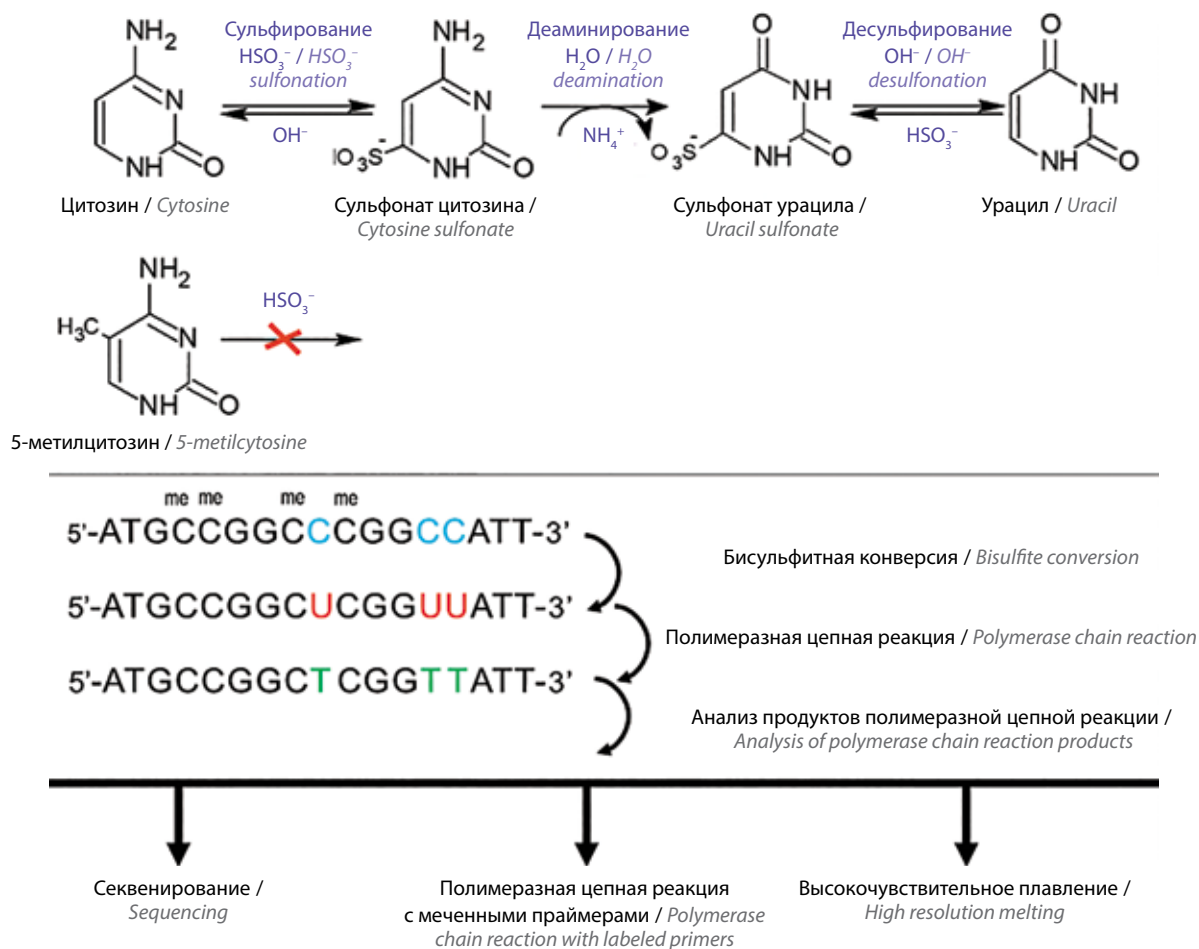 NH₂
N
NH
O
Цитозин / Cytosine
Сульфирование
HSO₃⁻ / HSO₃⁻
sulfonation
OH⁻
NH₂
N
⁻O₃S
NH
O
Сульфонат цитозина /
Cytosine sulfonate
Деаминирование
H₂O / H₂O
deamination
NH₄⁺
O
NH
⁻O₃S
NH
O
Сульфонат урацила /
Uracil sulfonate
Десульфирование
OH⁻ / OH⁻
desulfonation
HSO₃⁻
O
NH
NH
O
Урацил / Uracil
NH₂
H₃C
N
NH
O
HSO₃⁻
5-метилцитозин / 5-metilcytosine
me me me me
5'-ATGCCGGCCCGGCCATT-3'
Бисульфитная конверсия / Bisulfite conversion
5'-ATGCCGGCUCGGUUATT-3'
Полимеразная цепная реакция / Polymerase chain reaction
5'-ATGCCGGCTCGGTTATT-3'
Анализ продуктов полимеразной цепной реакции /
Analysis of polymerase chain reaction products
Секвенирование /
Sequencing
Полимеразная цепная реакция
с меченными праймерами / Polymerase
chain reaction with labeled primers
Высокочувствительное плавление /
High resolution melting